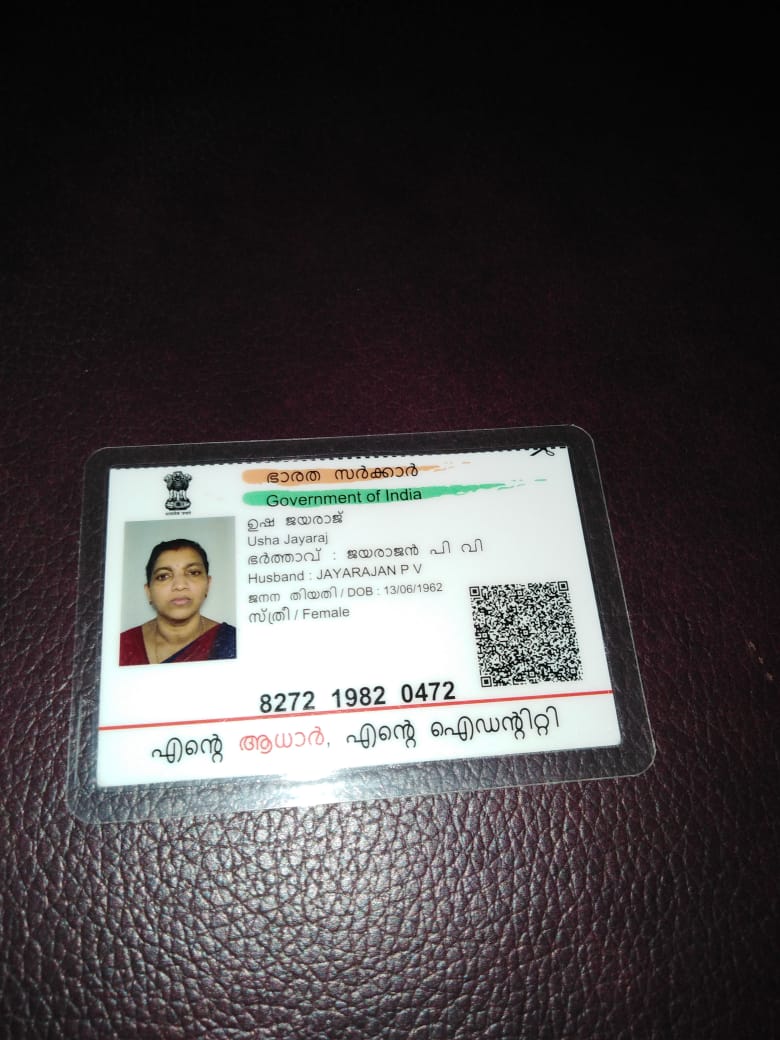 ഭാരത സർക്കാർ
Government of India
ഉഷ ജയരാജ്
Usha Jayaraj
ഭർത്താവ് : ജയരാജൻ പി വി
Husband : JAYARAJAN P V
ജനന തിയതി / DOB : 13/06/1962
സ്ത്രീ / Female
8272 1982 0472
എന്റെ ആധാർ, എന്റെ ഐഡന്റിറ്റി